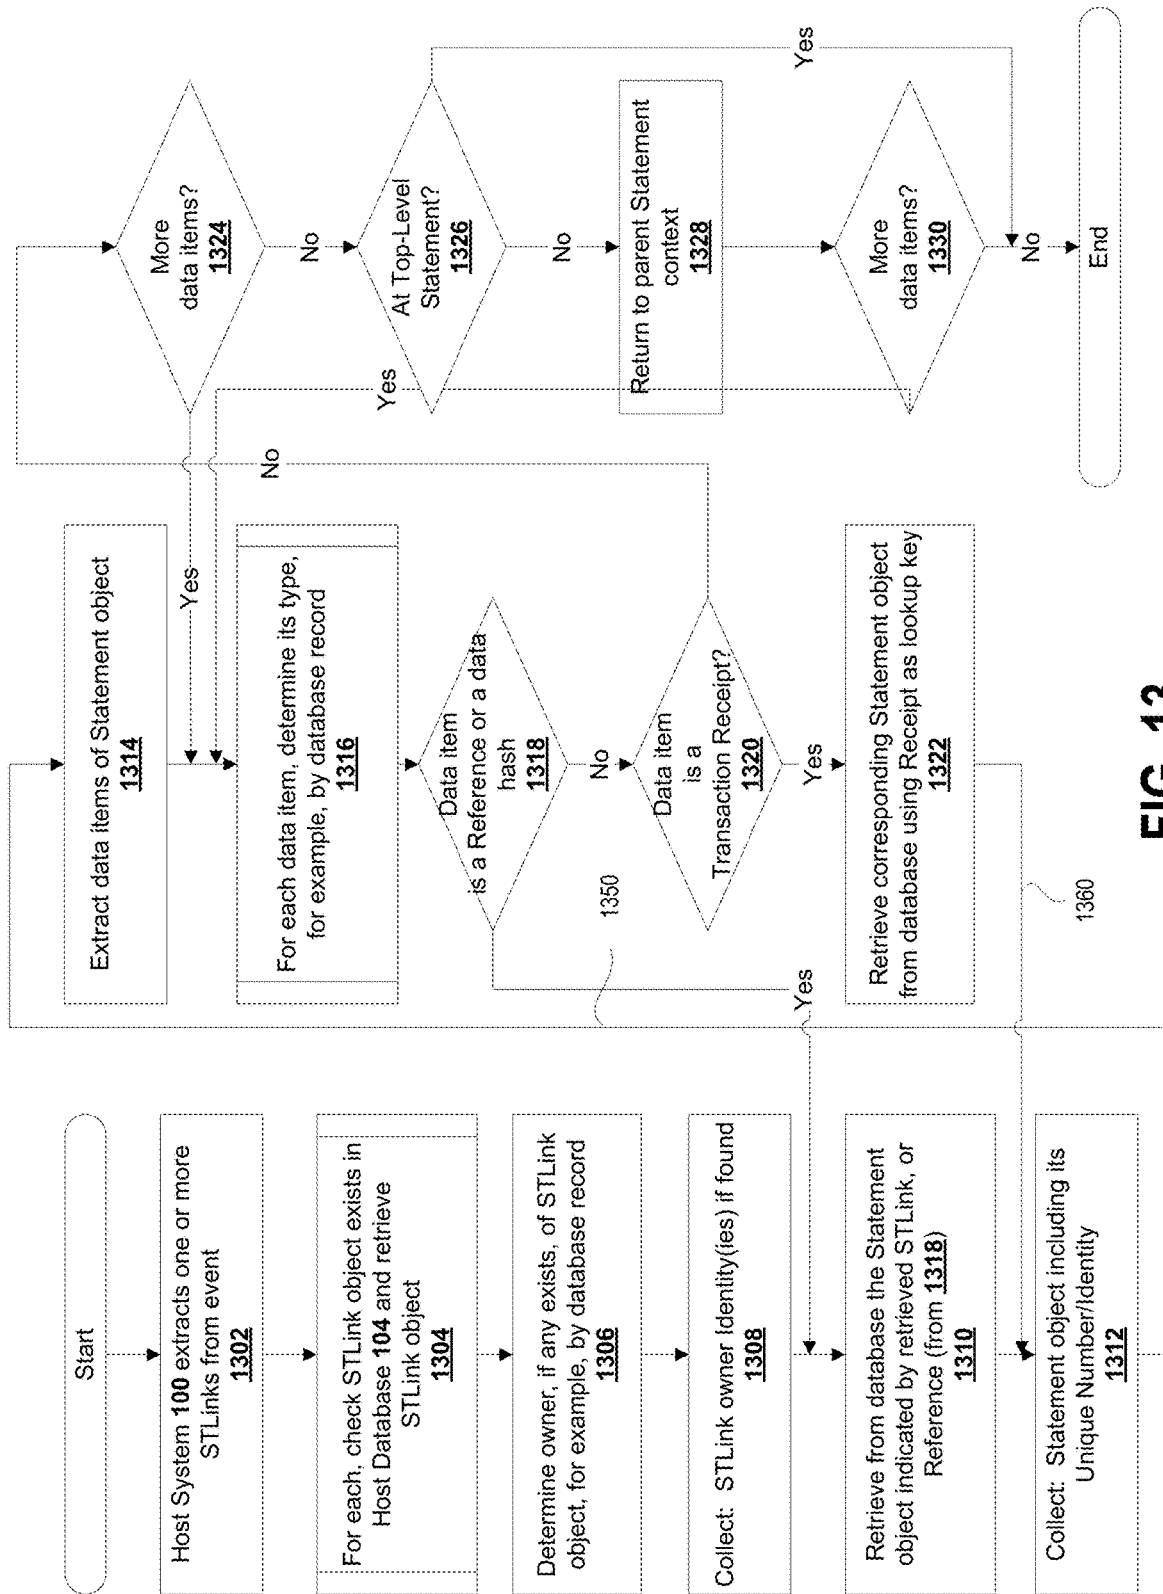 Start
Host System 100 extracts one or more
STLinks from event
1302
For each, check STLink object exists in
Host Database 104 and retrieve
STLink object
1304
Determine owner, if any exists, of STLink
object, for example, by database record
1306
Collect: STLink owner Identity(ies) if found
1308
Retrieve from database the Statement
object indicated by retrieved STLink, or
Reference (from 1318)
1310
Collect: Statement object including its
Unique Number/Identity
1312
1350
Extract data items of Statement object
1314
Yes
For each data item, determine its type,
for example, by database record
1316
Data item
is a Reference or a data
hash
1318
Yes
No
Data item
is a
Transaction Receipt?
1320
No
Yes
Retrieve corresponding Statement object
from database using Receipt as lookup key
1322
1360
More
data items?
1324
No
At Top-Level
Statement?
1326
Yes
No
Return to parent Statement
context
1328
More
data items?
1330
Yes
No
End
FIG. 13